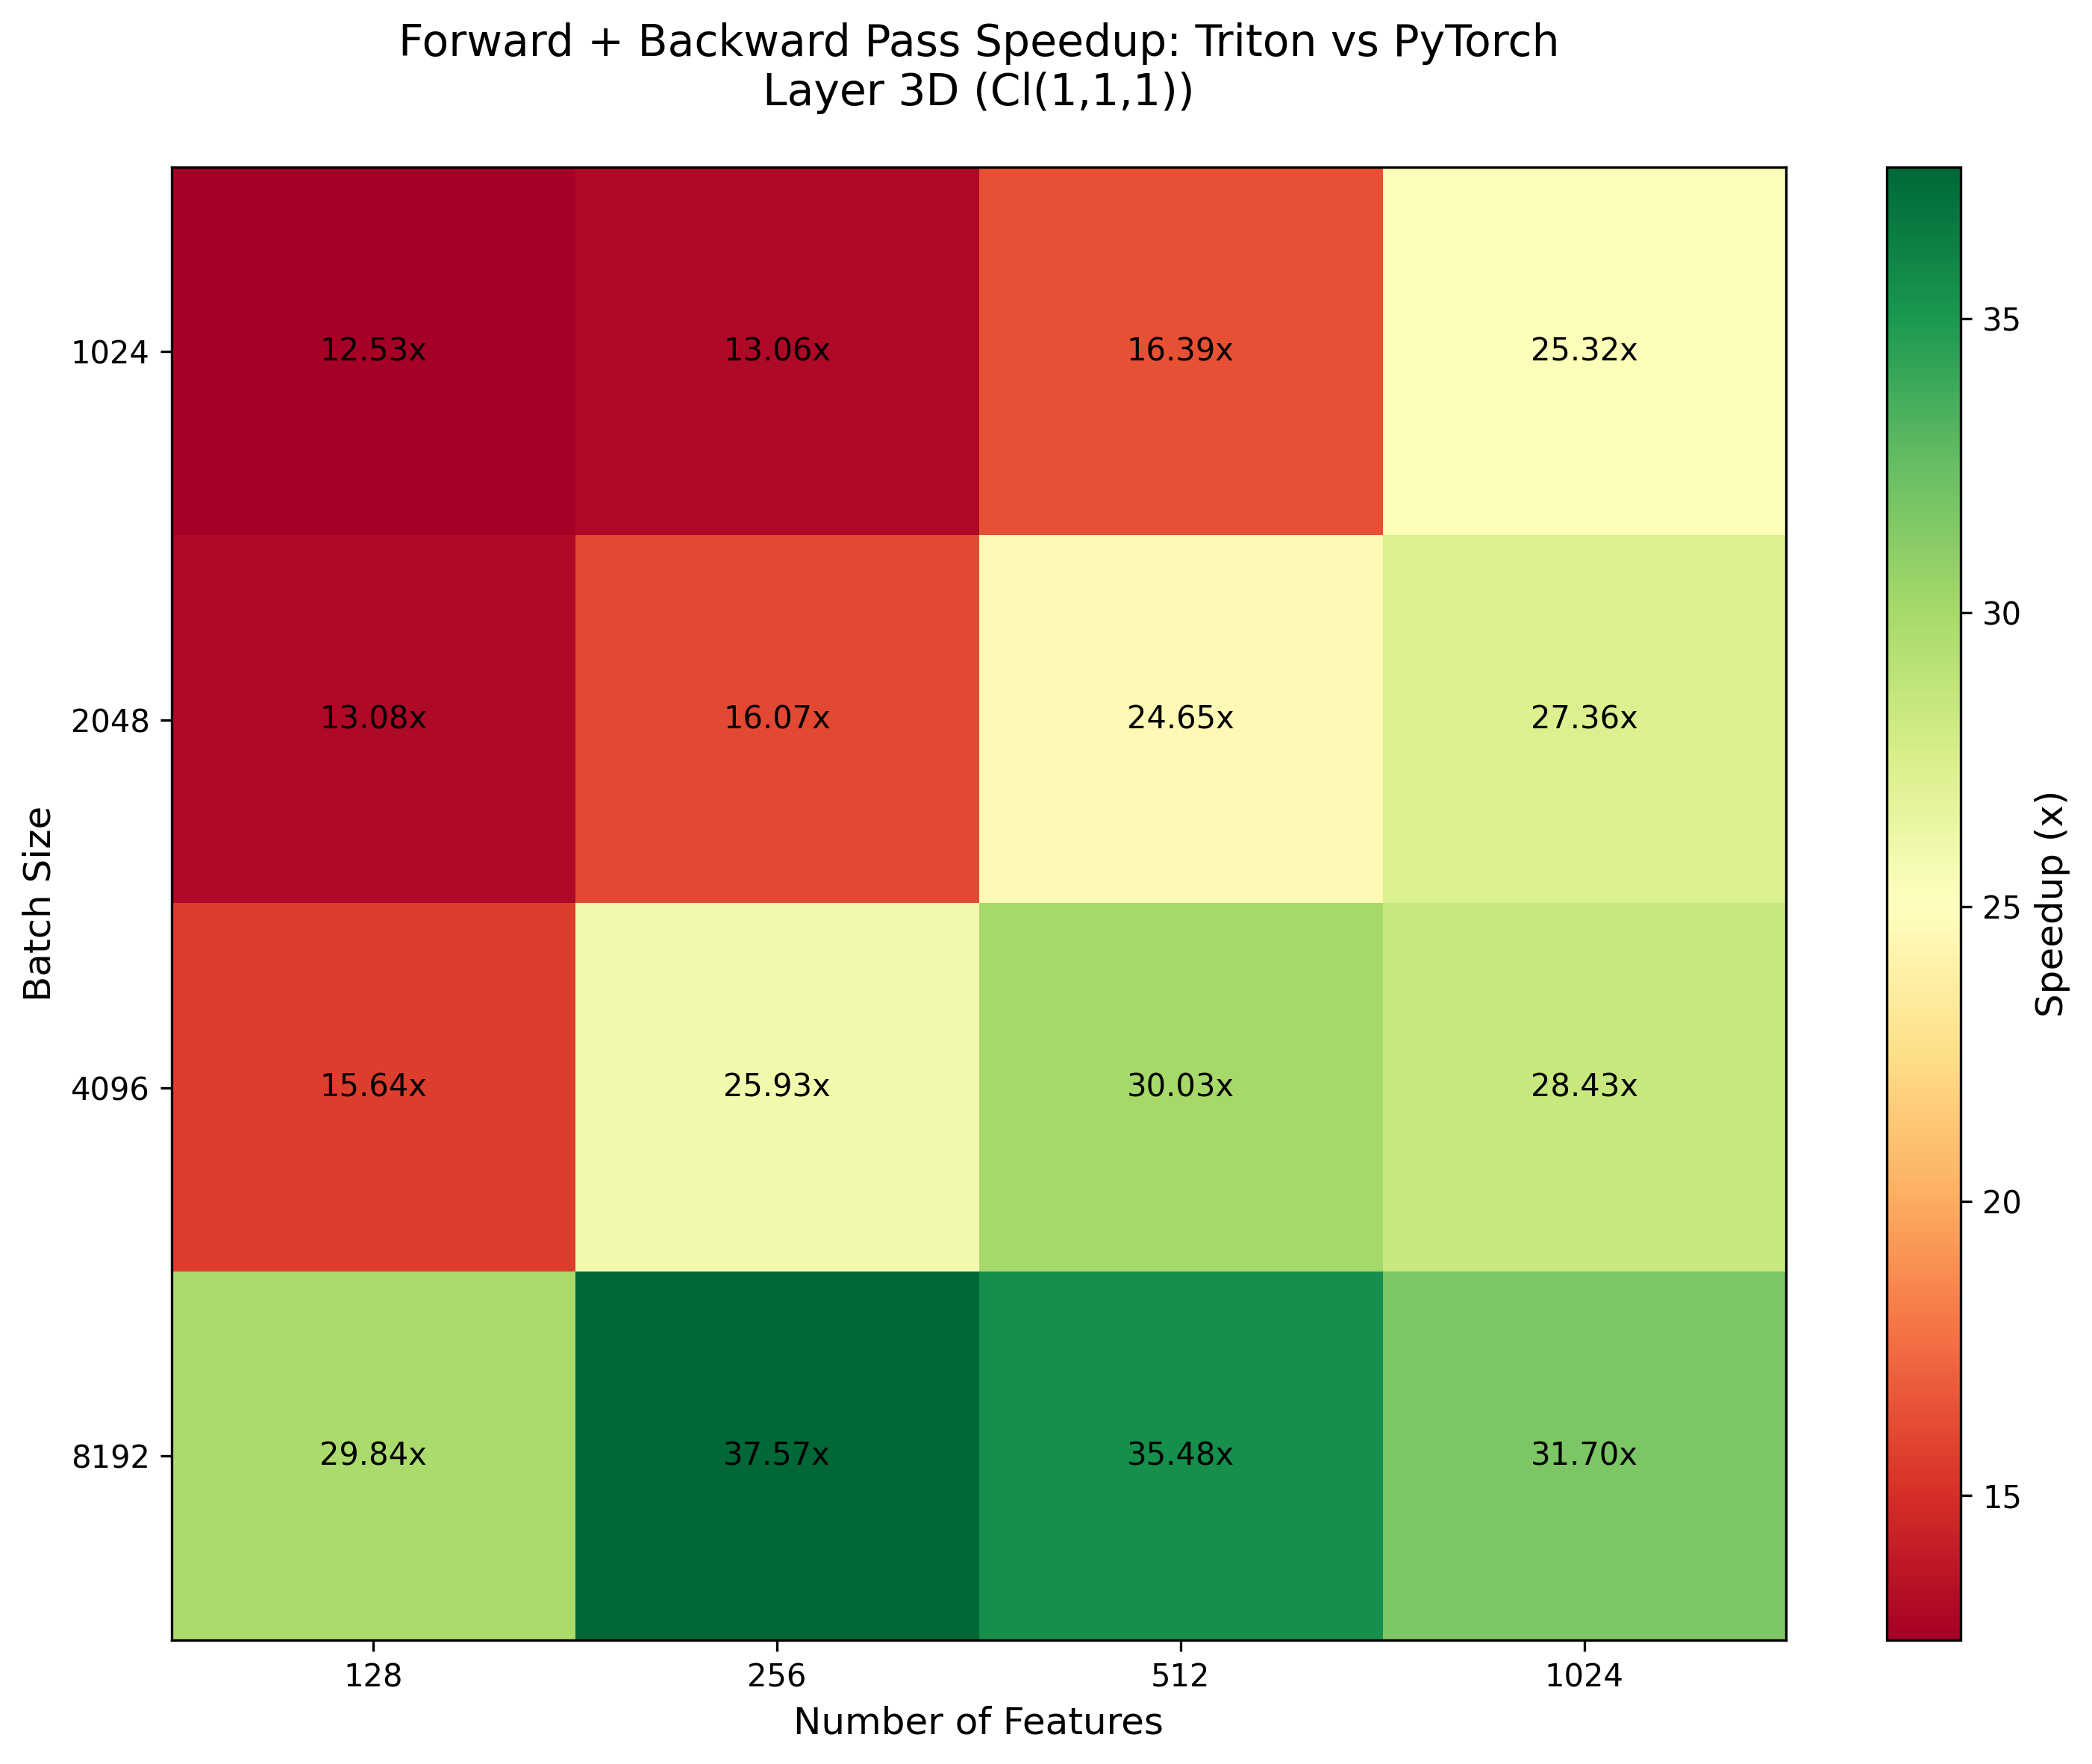 Forward + Backward Pass Speedup: Triton vs PyTorch
Layer 3D (Cl(1,1,1))
Batch Size
1024
12.53x 13.06x 16.39x 25.32x
2048
13.08x 16.07x 24.65x 27.36x
4096
15.64x 25.93x 30.03x 28.43x
8192
29.84x 37.57x 35.48x 31.70x
128 256 512 1024
Number of Features
35
30
25
20
15
Speedup (x)